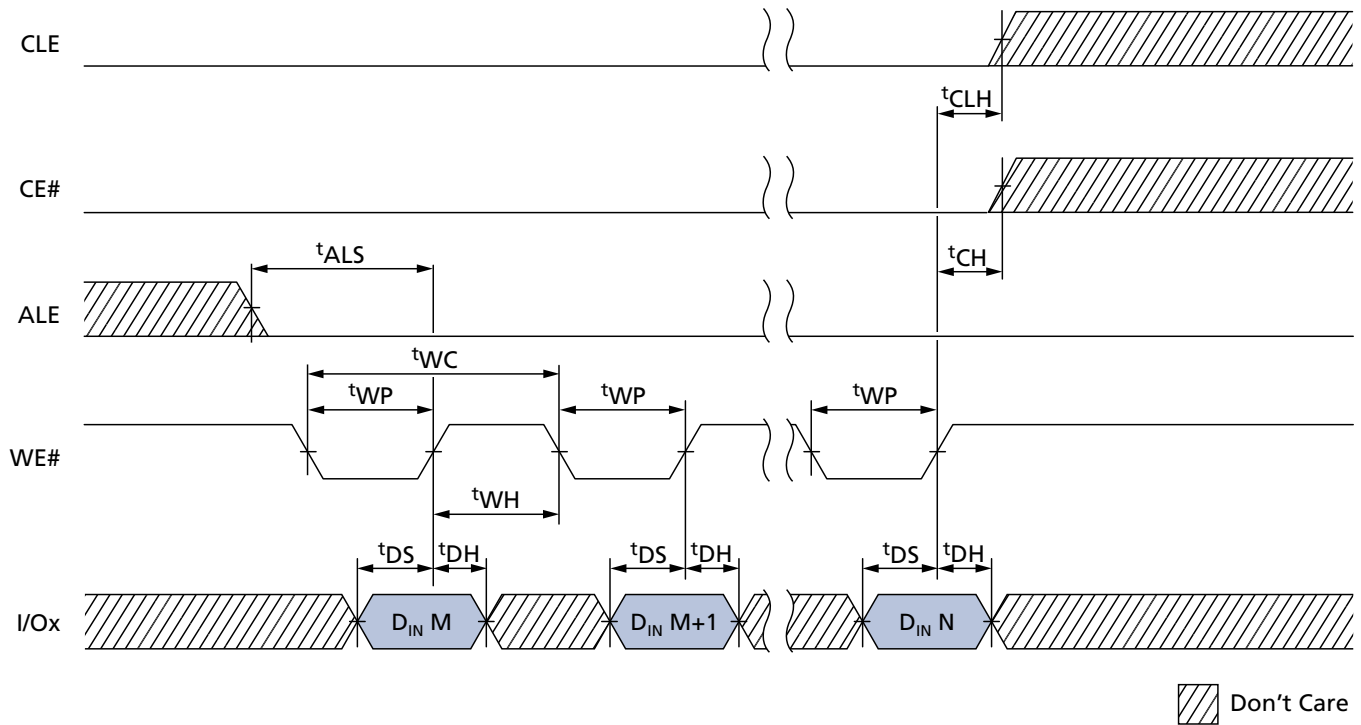 CLE
tCLH
CE#
tCH
tALS
ALE
tWC
tWP tWP tWP
WE#
tWH
tDS tDH tDS tDH tDS tDH
I/Ox DIN M DIN M+1 DIN N
Don't Care